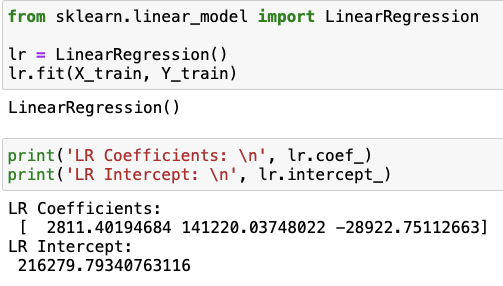 from sklearn.linear_model import LinearRegression
lr = LinearRegression()
lr.fit(X_train, Y_train)
LinearRegression()
print('LR Coefficients: \n', lr.coef_)
print('LR Intercept: \n', lr.intercept_)
LR Coefficients:
[  2811.40194684 141220.03748022 -28922.75112663]
LR Intercept:
216279.79340763116